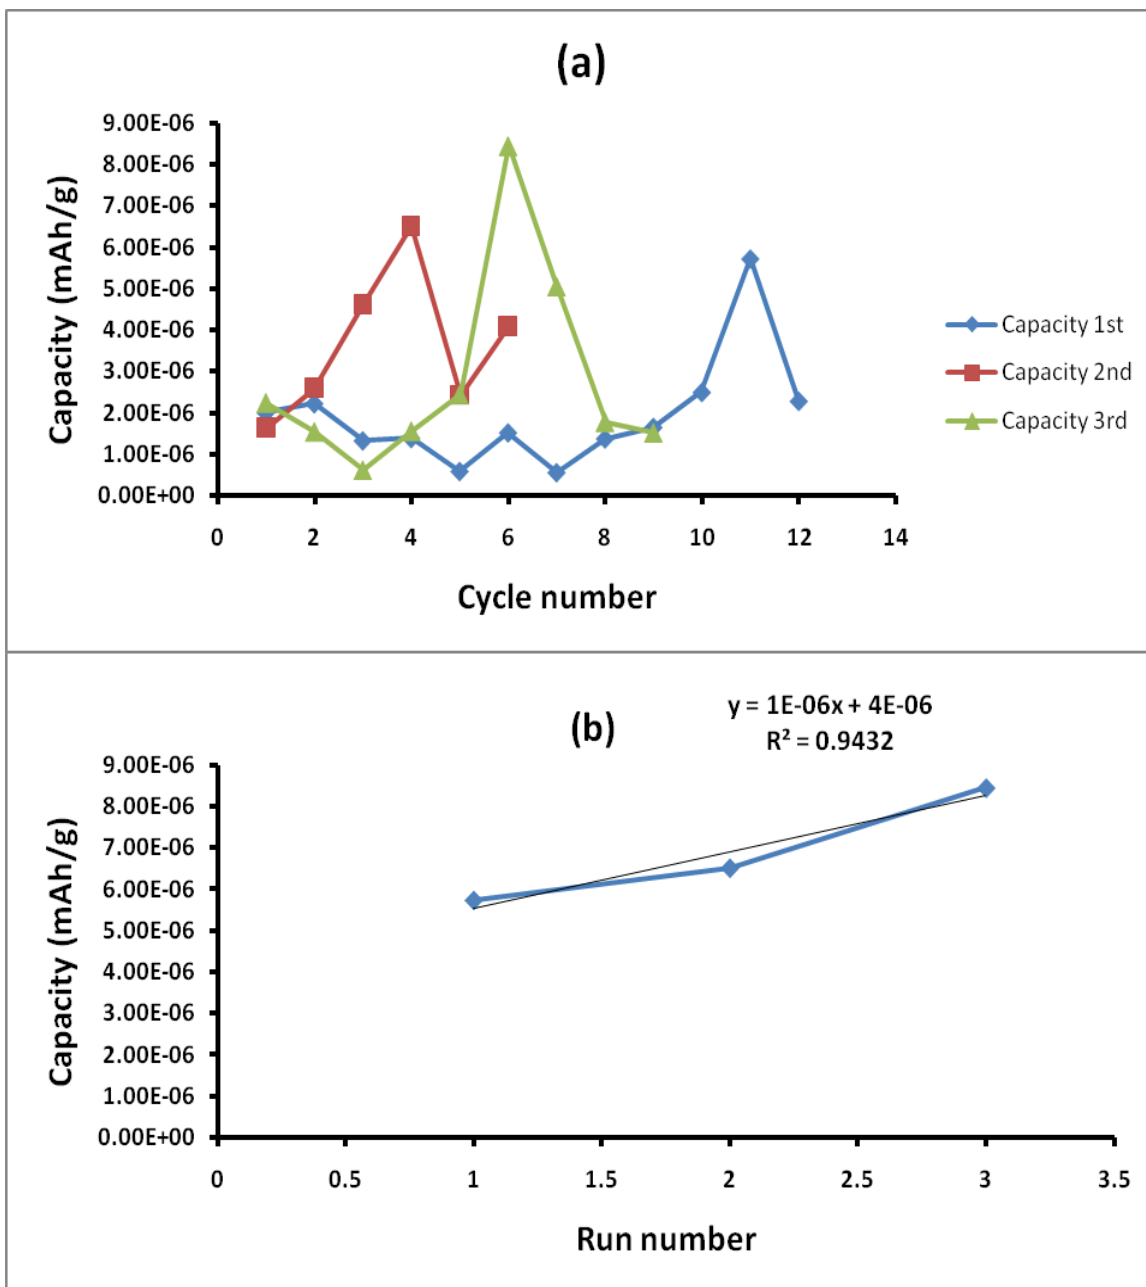 (a)
Capacity (mAh/g)
9.00E-06
8.00E-06
7.00E-06
6.00E-06
5.00E-06
4.00E-06
3.00E-06
2.00E-06
1.00E-06
0.00E+00
0 2 4 6 8 10 12 14
Cycle number
Capacity 1st
Capacity 2nd
Capacity 3rd
(b)
y = 1E-06x + 4E-06
R² = 0.9432
Capacity (mAh/g)
9.00E-06
8.00E-06
7.00E-06
6.00E-06
5.00E-06
4.00E-06
3.00E-06
2.00E-06
1.00E-06
0.00E+00
0 0.5 1 1.5 2 2.5 3 3.5
Run number